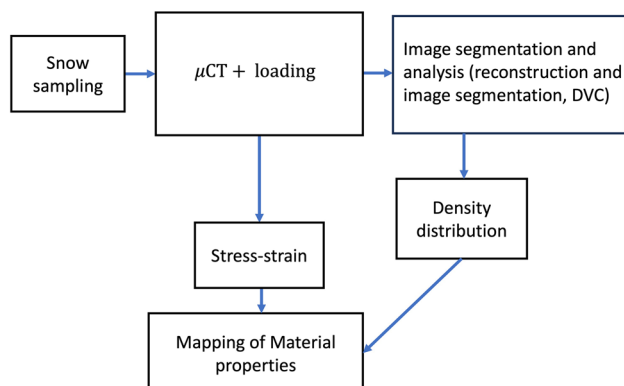 Snow
sampling
μCT + loading
Image segmentation and
analysis (reconstruction and
image segmentation, DVC)
Density
distribution
Stress-strain
Mapping of Material
properties